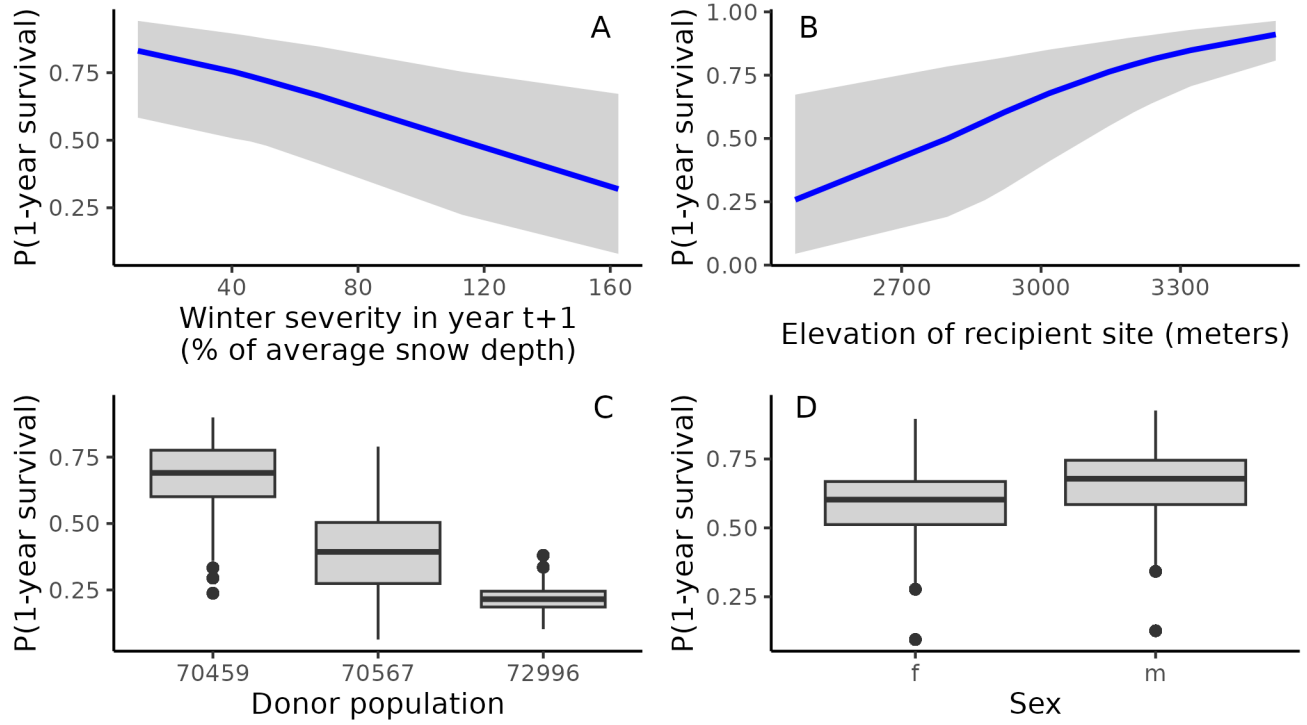 A
P(1-year survival)
0.75
0.50
0.25
40 80 120 160
Winter severity in year t+1
(% of average snow depth)
B
P(1-year survival)
1.00
0.75
0.50
0.25
0.00
2700 3000 3300
Elevation of recipient site (meters)
C
P(1-year survival)
0.75
0.50
0.25
70459 70567 72996
Donor population
D
P(1-year survival)
0.75
0.50
0.25
f m
Sex